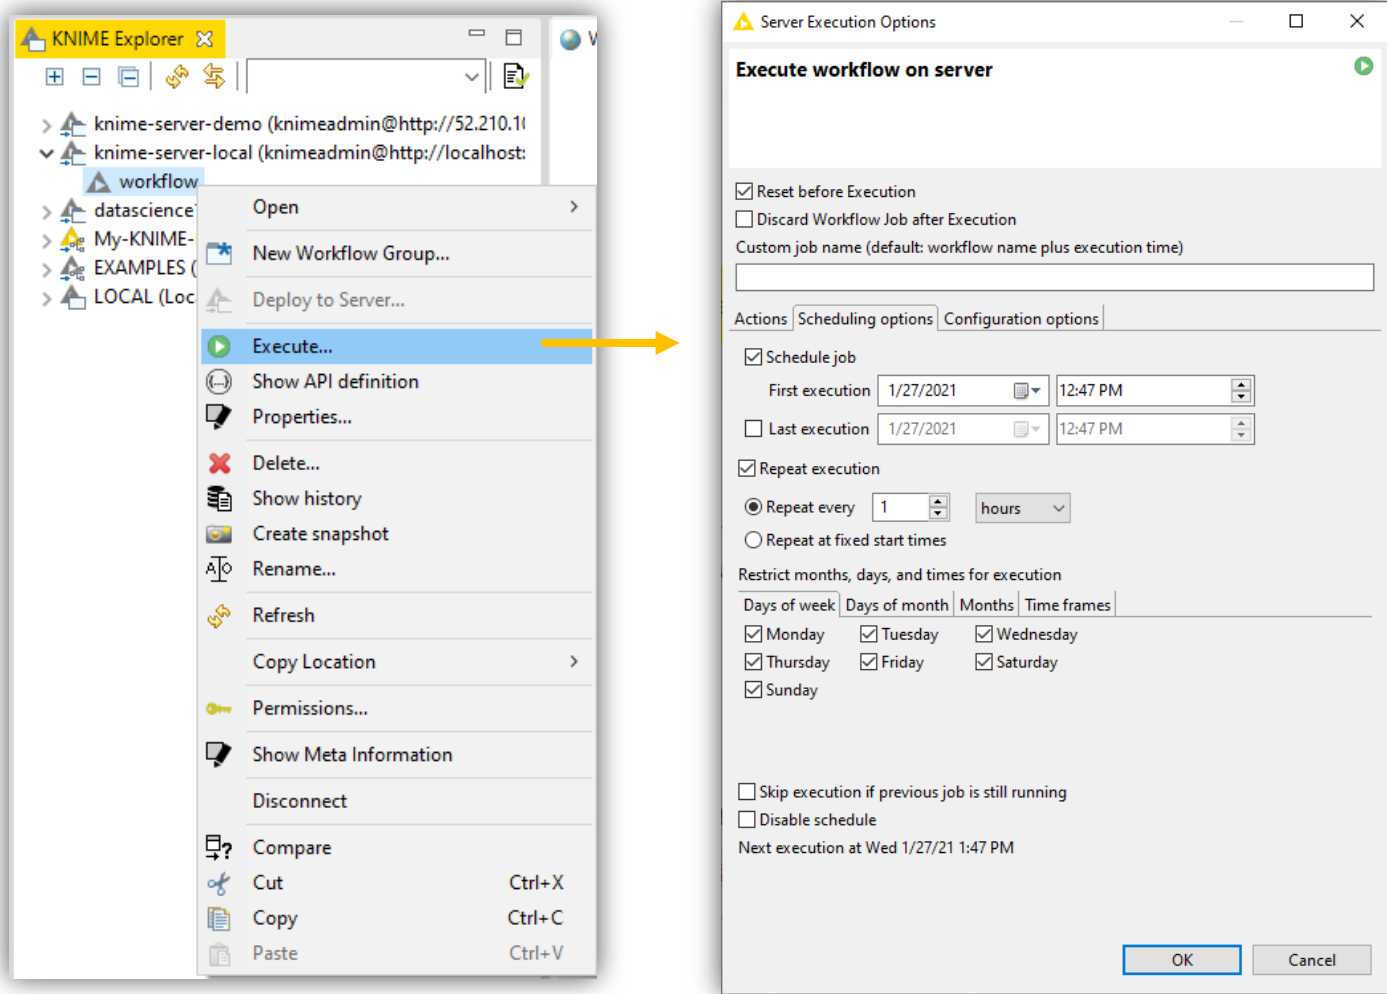 KNIME Explorer
knime-server-demo (knimeadmin@http://52.210.1
knime-server-local (knimeadmin@http://localhost:
workflow
datascience
My-KNIME-
EXAMPLES (
LOCAL (Loc
Open
New Workflow Group...
Deploy to Server...
Execute...
Show API definition
Properties...
Delete...
Show history
Create snapshot
Rename...
Refresh
Copy Location
Permissions...
Show Meta Information
Disconnect
Compare
Cut Ctrl+X
Copy Ctrl+C
Paste Ctrl+V
Server Execution Options
Execute workflow on server
Reset before Execution
Discard Workflow Job after Execution
Custom job name (default: workflow name plus execution time)
Actions Scheduling options Configuration options
Schedule job
First execution 1/27/2021 12:47 PM
Last execution 1/27/2021 12:47 PM
Repeat execution
Repeat every 1 hours
Repeat at fixed start times
Restrict months, days, and times for execution
Days of week Days of month Months Time frames
Monday Tuesday Wednesday
Thursday Friday Saturday
Sunday
Skip execution if previous job is still running
Disable schedule
Next execution at Wed 1/27/21 1:47 PM
OK Cancel